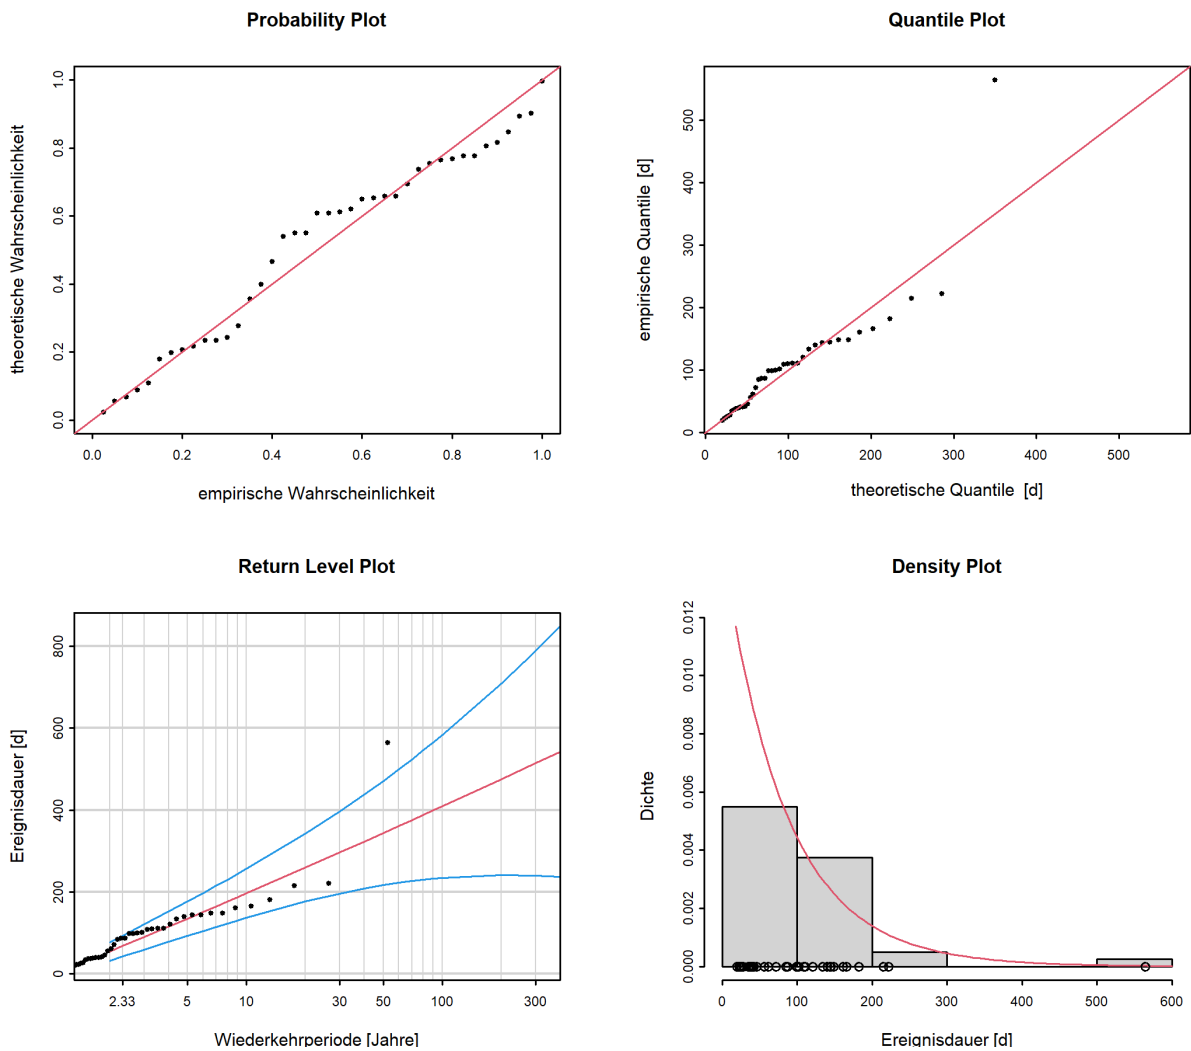 Probability Plot
theoretische Wahrscheinlichkeit
1.0
0.8
0.6
0.4
0.2
0.0
0.0 0.2 0.4 0.6 0.8 1.0
empirische Wahrscheinlichkeit
Quantile Plot
empirische Quantile [d]
500
400
300
200
100
0
0 100 200 300 400 500
theoretische Quantile [d]
Return Level Plot
Ereignisdauer [d]
800
600
400
200
0
2.33 5 10 30 50 100 300
Wiederkehrperiode [Jahre]
Density Plot
Dichte
0.012
0.010
0.008
0.006
0.004
0.002
0.000
0 100 200 300 400 500 600
Ereignisdauer [d]